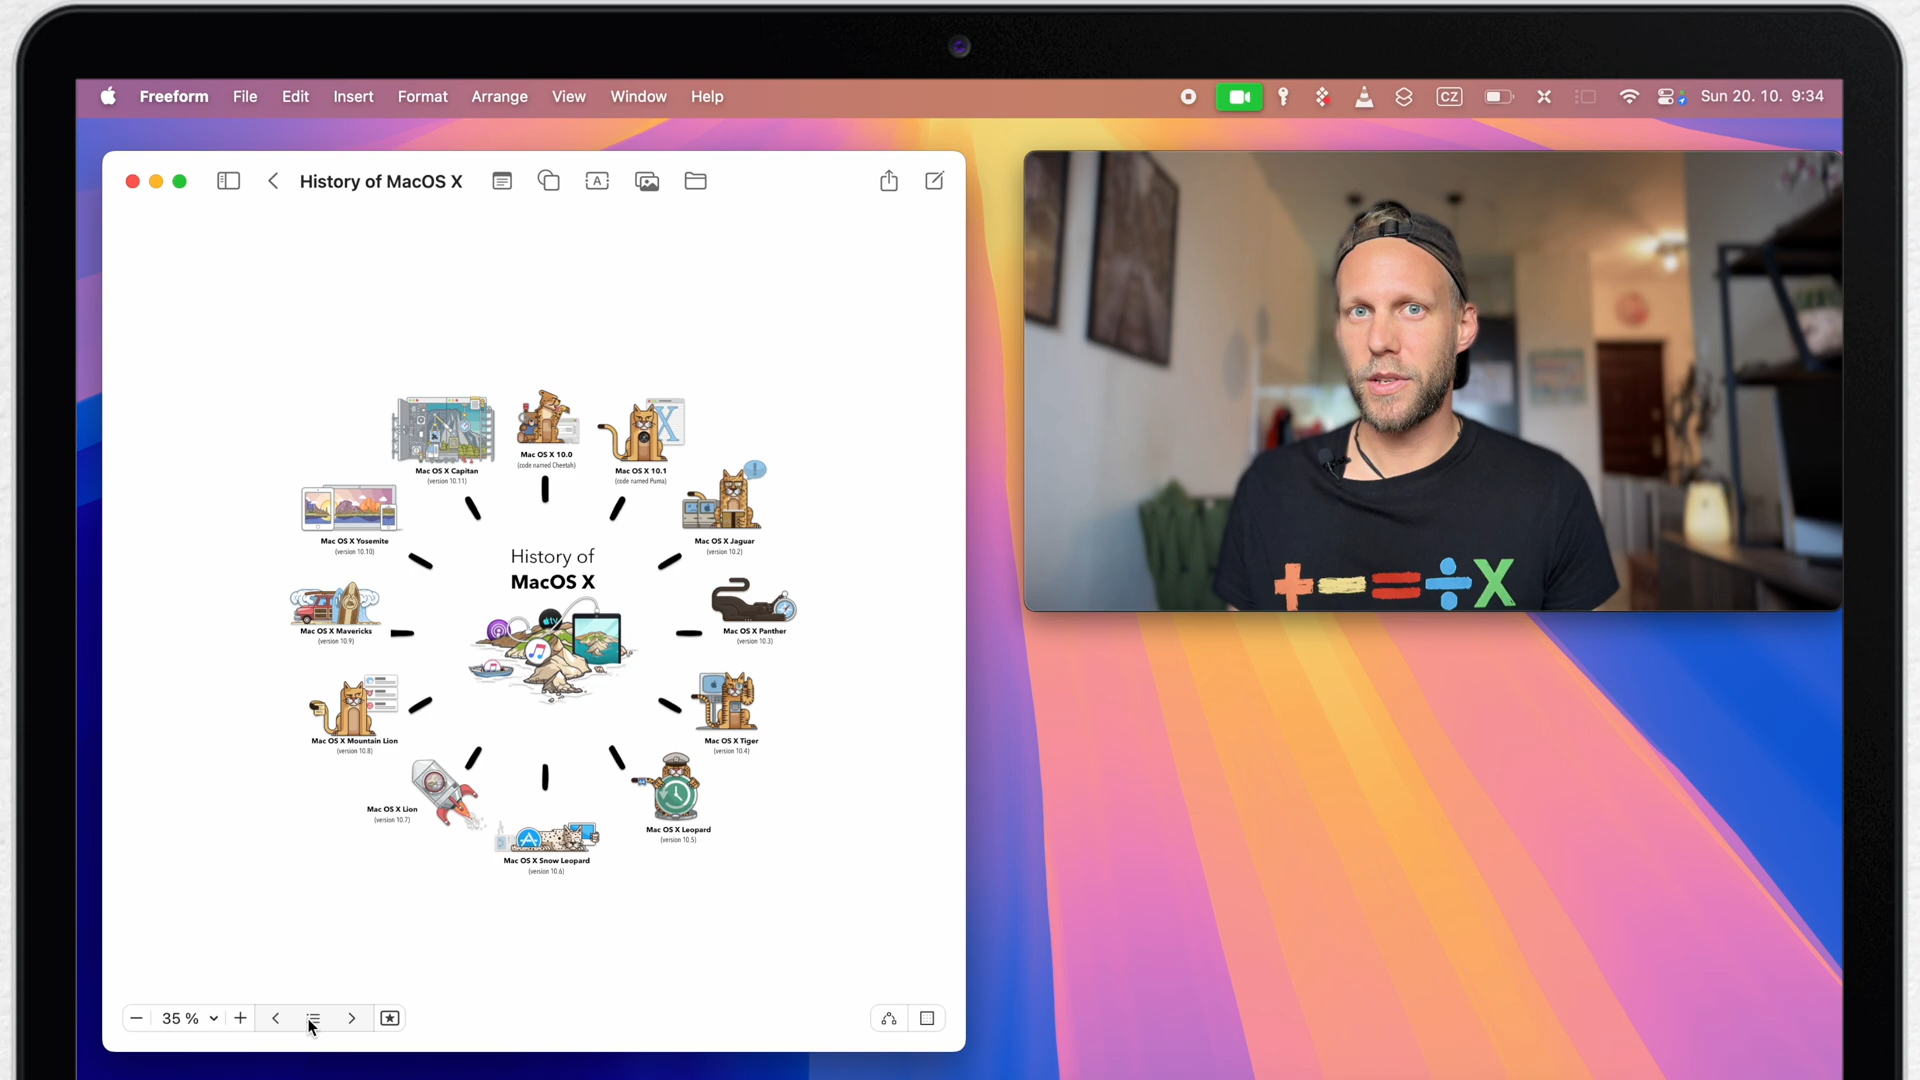 Freeform File Edit Insert Format Arrange View Window Help CZ Sun 20. 10. 9:34
History of MacOS X
A
Mac OS X 10.0
(code named Cheetah)
Mac OS X 10.1
(code named Puma)
X
Mac OS X Jaguar
(version 10.2)
!
Mac OS X Panther
(version 10.3)
Mac OS X Tiger
(version 10.4)
Mac OS X Leopard
(version 10.5)
Mac OS X Snow Leopard
(version 10.6)
Mac OS X Lion
(version 10.7)
Mac OS X Mountain Lion
(version 10.8)
Mac OS X Mavericks
(version 10.9)
Mac OS X Yosemite
(version 10.10)
Mac OS X Capitan
(version 10.11)
History of
MacOS X
tv
35 %
+ − = ÷ X